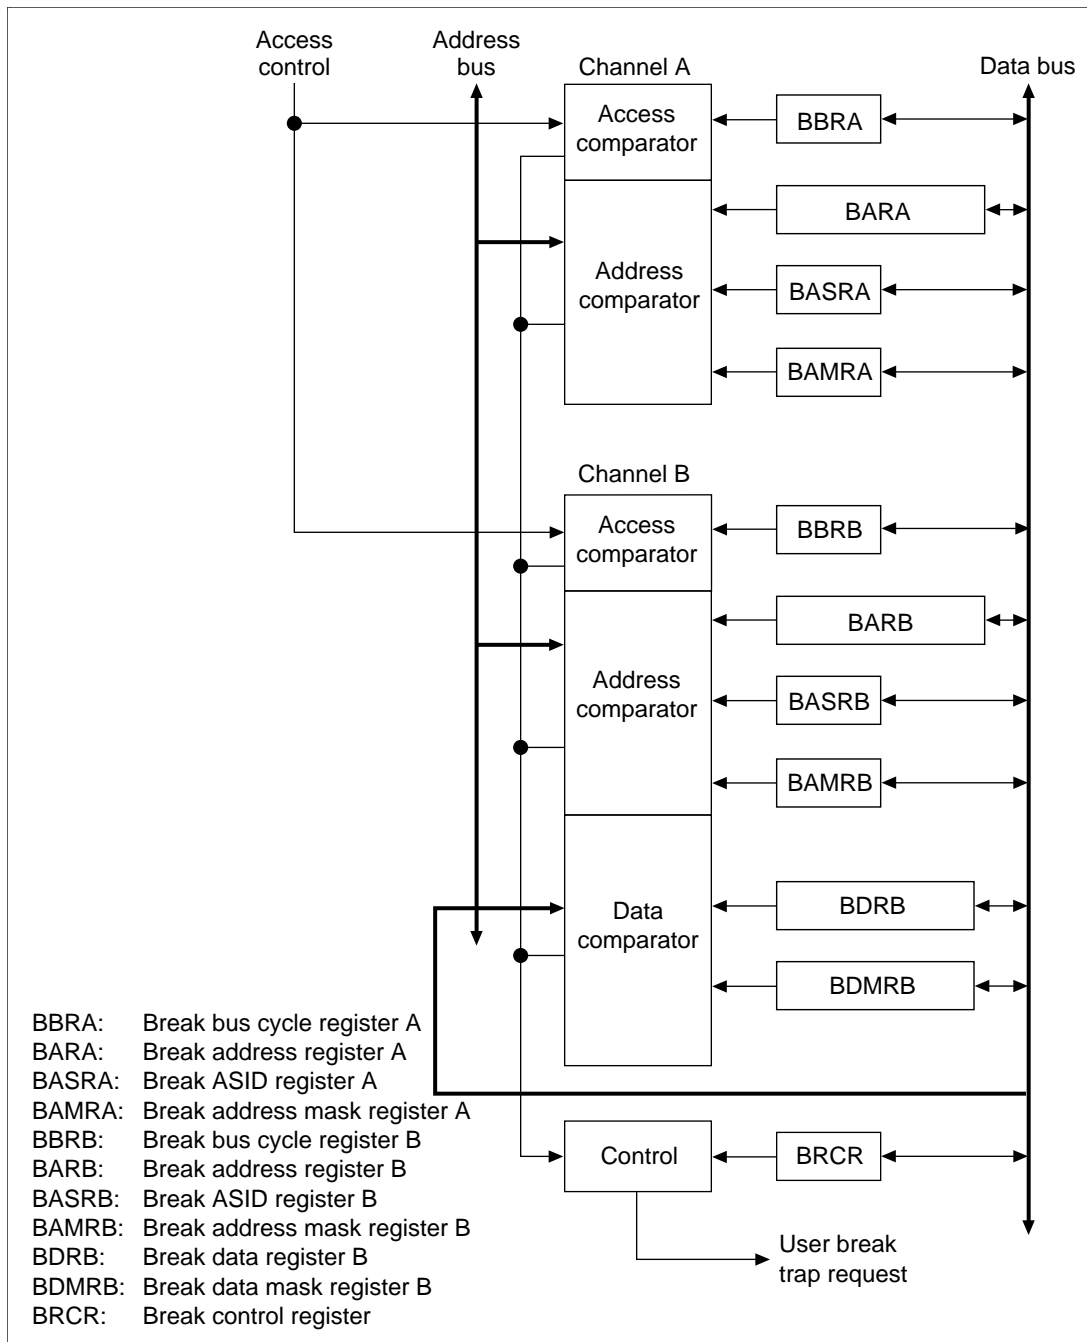 Access
control
Address
bus
Channel A
Data bus
Access
comparator
BBRA
BARA
Address
comparator
BASRA
BAMRA
Channel B
Access
comparator
BBRB
BARB
Address
comparator
BASRB
BAMRB
Data
comparator
BDRB
BDMRB
Control
BRCR
User break
trap request
BBRA: Break bus cycle register A
BARA: Break address register A
BASRA: Break ASID register A
BAMRA: Break address mask register A
BBRB: Break bus cycle register B
BARB: Break address register B
BASRB: Break ASID register B
BAMRB: Break address mask register B
BDRB: Break data register B
BDMRB: Break data mask register B
BRCR: Break control register